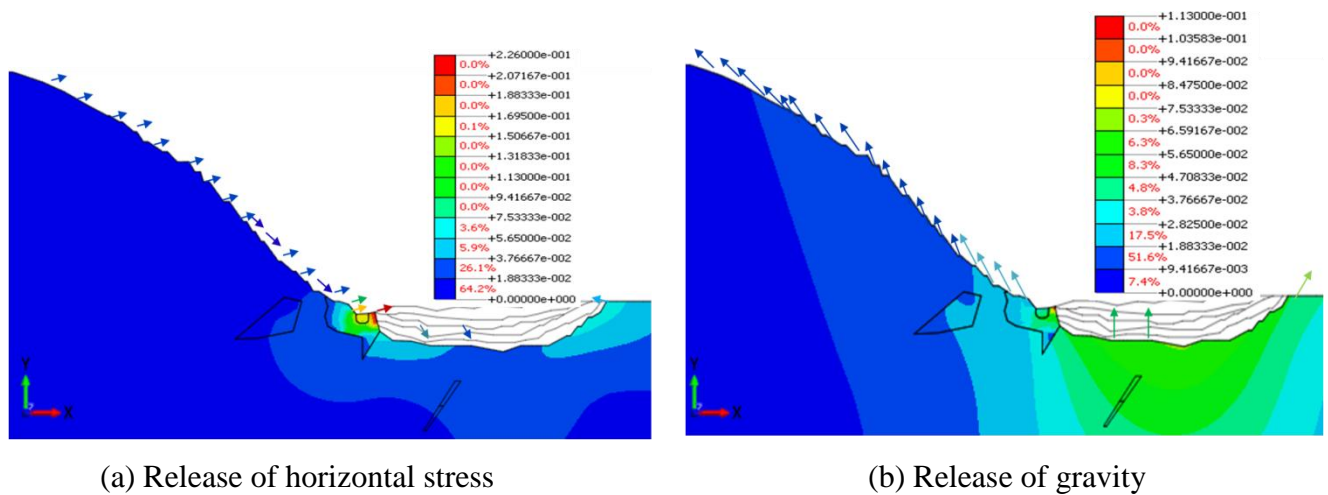 +2.26000e-001
0.0%
+2.07167e-001
0.0%
+1.88333e-001
0.0%
+1.69500e-001
0.1%
+1.50667e-001
0.0%
+1.31833e-001
0.0%
+1.13000e-001
0.0%
+9.41667e-002
0.0%
+7.53333e-002
3.6%
+5.65000e-002
5.9%
+3.76667e-002
26.1%
+1.88333e-002
64.2%
+0.00000e+000
Y
Z
X
+1.13000e-001
0.0%
+1.03583e-001
0.0%
+9.41667e-002
0.0%
+8.47500e-002
0.0%
+7.53333e-002
0.3%
+6.59167e-002
6.3%
+5.65000e-002
8.3%
+4.70833e-002
4.8%
+3.76667e-002
3.8%
+2.82500e-002
17.5%
+1.88333e-002
51.6%
+9.41667e-003
7.4%
+0.00000e+000
Y
Z
X
(a) Release of horizontal stress
(b) Release of gravity